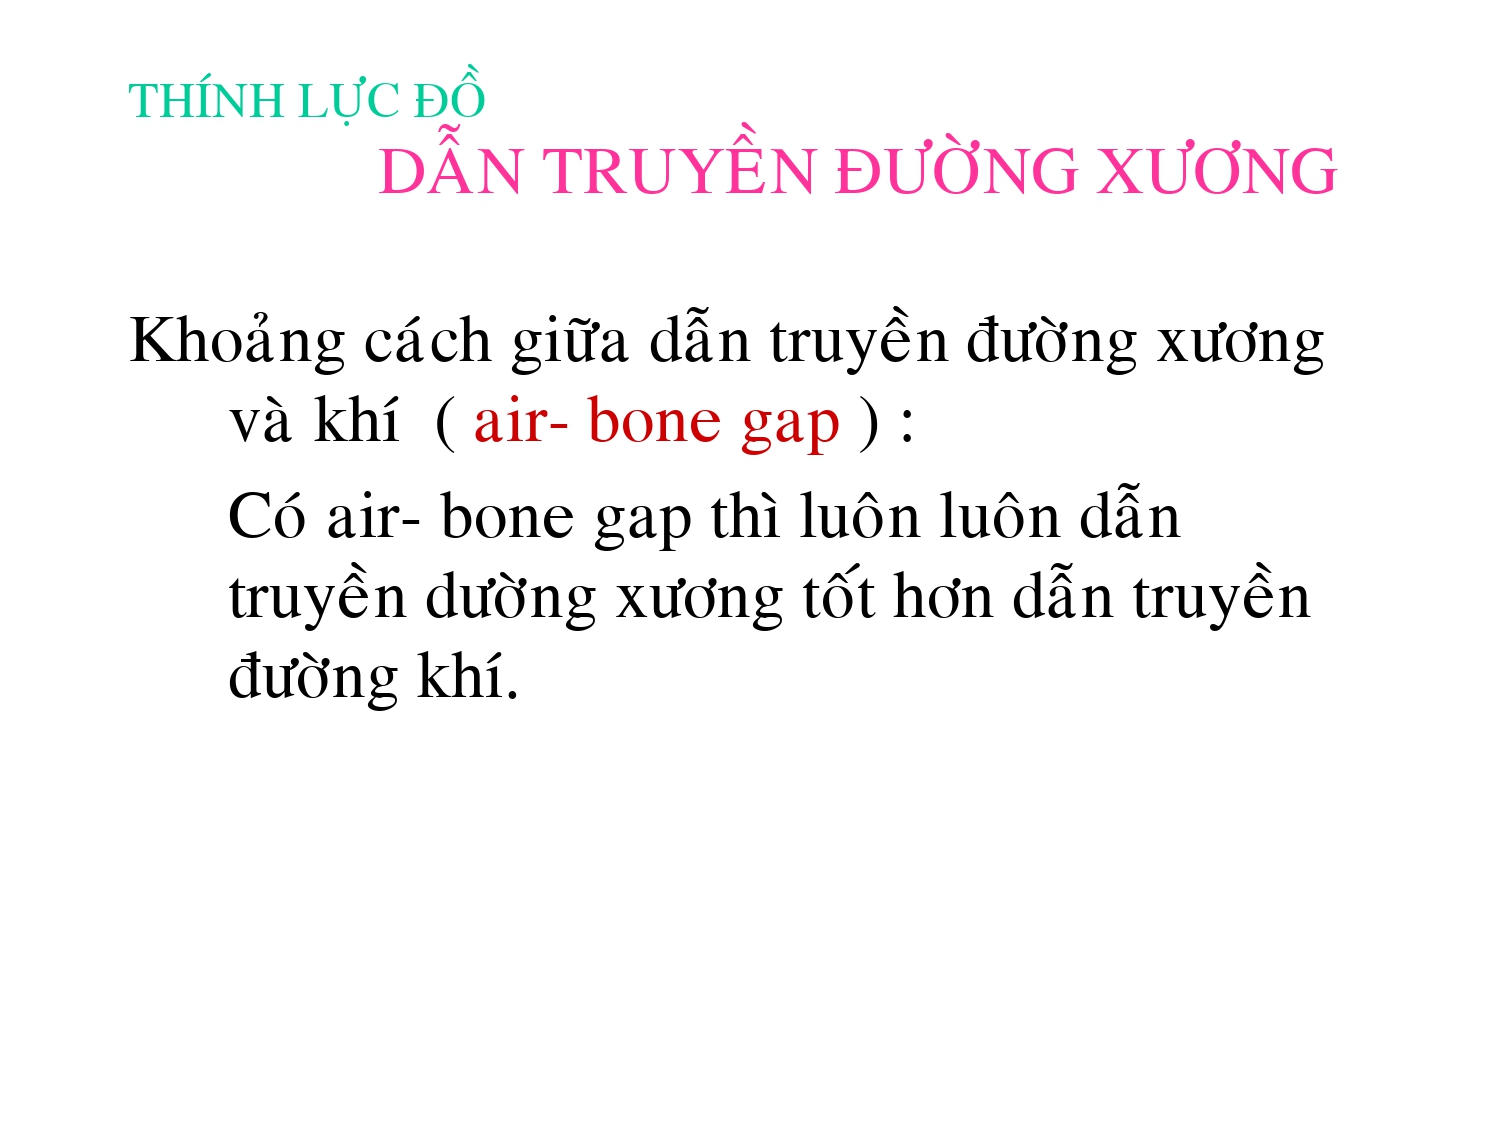 THÍNH LỰC ĐỒ
DẪN TRUYỀN ĐƯỜNG XƯƠNG
Khoảng cách giữa dẫn truyền đường xương
và khí ( air- bone gap ) :
Có air- bone gap thì luôn luôn dẫn
truyền dường xương tốt hơn dẫn truyền
đường khí.